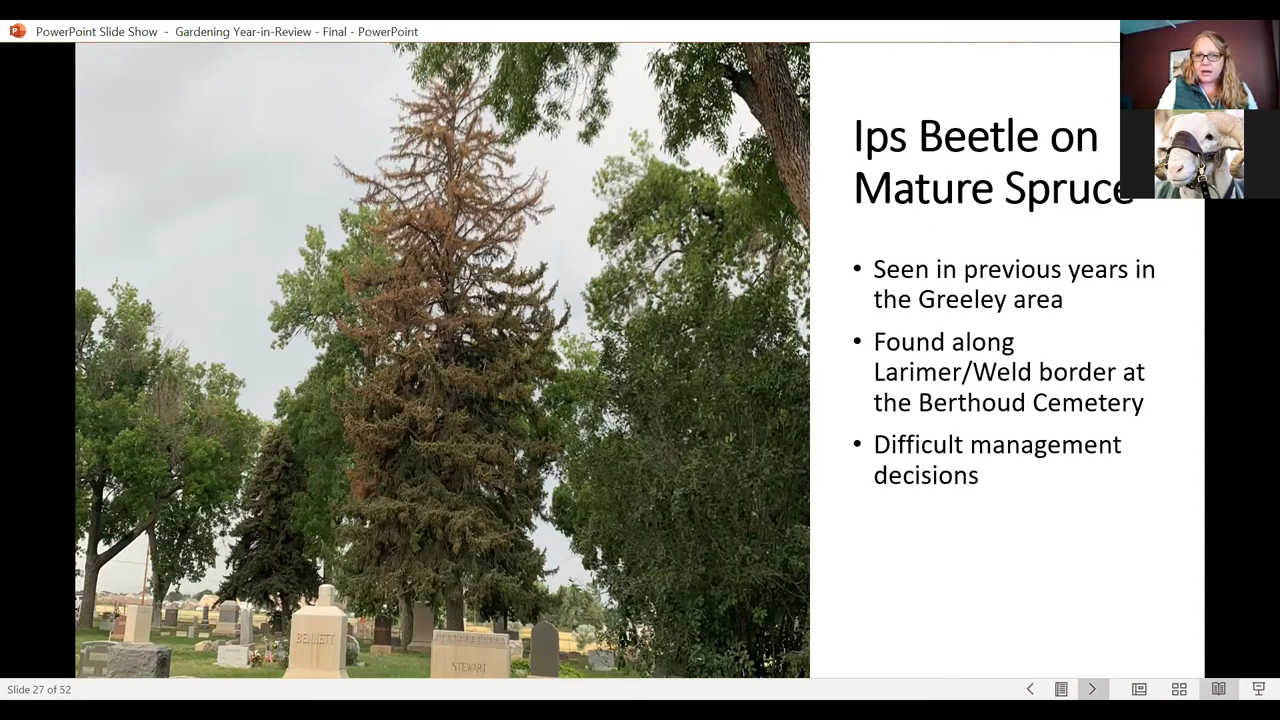 PowerPoint Slide Show - Gardening Year-in-Review - Final - PowerPoint
Ips Beetle on
Mature Spruce
• Seen in previous years in
the Greeley area
• Found along
Larimer/Weld border at
the Berthoud Cemetery
• Difficult management
decisions
BENNETT
STEWART
Slide 27 of 52